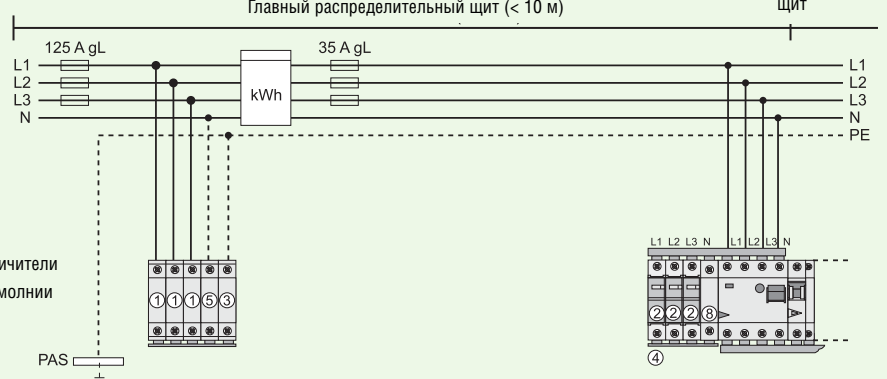 Главный распределительный щит (< 10 м)
щит
125 A gL
35 A gL
L1
L2
L3
N
kWh
L1
L2
L3
N
PE
L1 L2 L3 N
L1 L2 L3 N
ичители
молнии
1 1 1 5 3
2 2 2 8
4
PAS